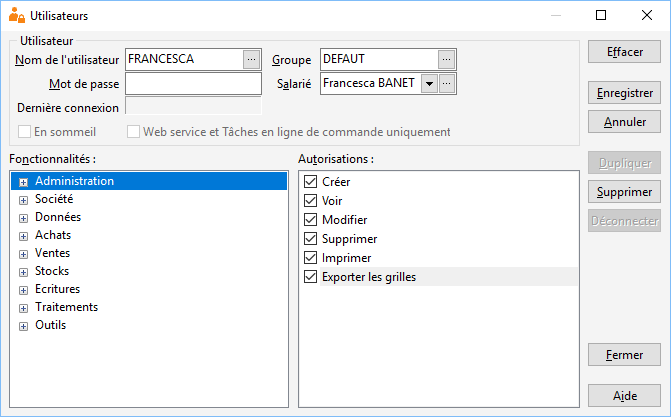 Utilisateurs
Utilisateur
Nom de l'utilisateur FRANCESCA ... Groupe DEFAUT ...
Mot de passe Salarié Francesca BANET ...
Dernière connexion
En sommeil Web service et Tâches en ligne de commande uniquement
Effacer
Enregistrer
Annuler
Dupliquer
Supprimer
Déconnecter
Fonctionnalités :
Administration
Société
Données
Achats
Ventes
Stocks
Ecritures
Traitements
Outils
Autorisations :
Créer
Voir
Modifier
Supprimer
Imprimer
Exporter les grilles
Fermer
Aide